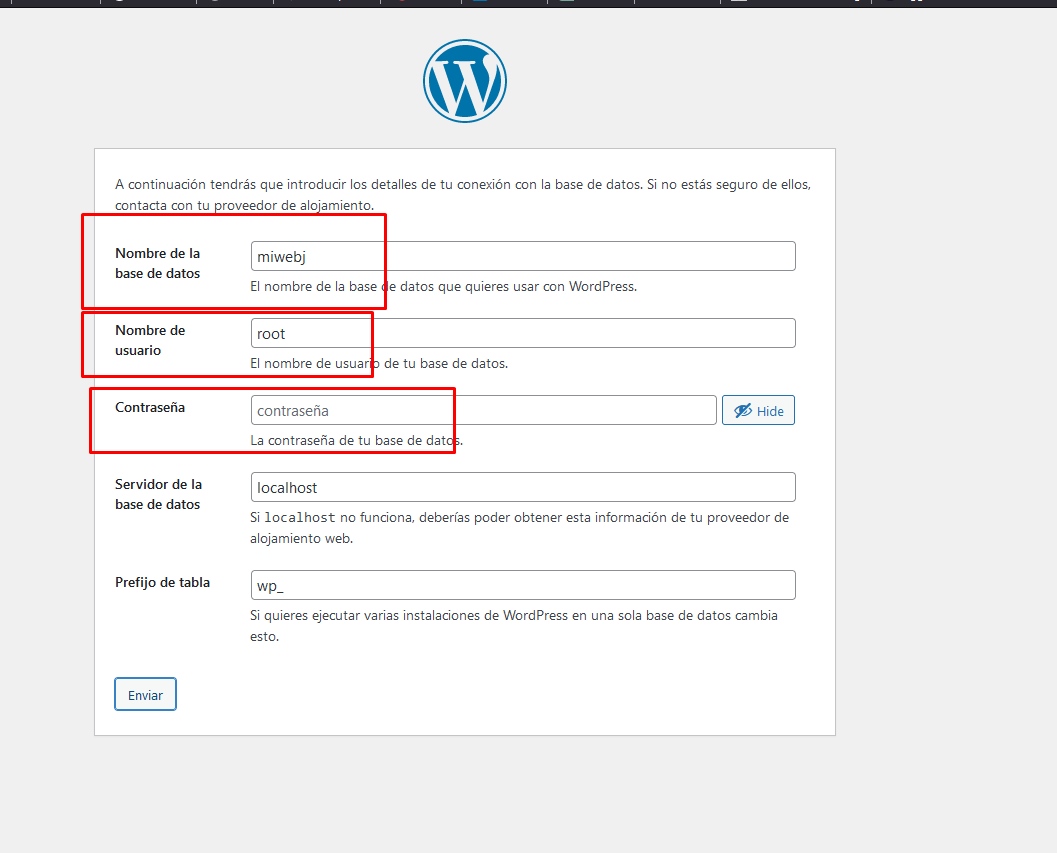 A continuación tendrás que introducir los detalles de tu conexión con la base de datos. Si no estás seguro de ellos,
contacta con tu proveedor de alojamiento.
Nombre de la
base de datos
miwebj
El nombre de la base de datos que quieres usar con WordPress.
Nombre de
usuario
root
El nombre de usuario de tu base de datos.
Contraseña
contraseña
Hide
La contraseña de tu base de datos.
Servidor de la
base de datos
localhost
Si localhost no funciona, deberías poder obtener esta información de tu proveedor de
alojamiento web.
Prefijo de tabla
wp_
Si quieres ejecutar varias instalaciones de WordPress en una sola base de datos cambia
esto.
Enviar